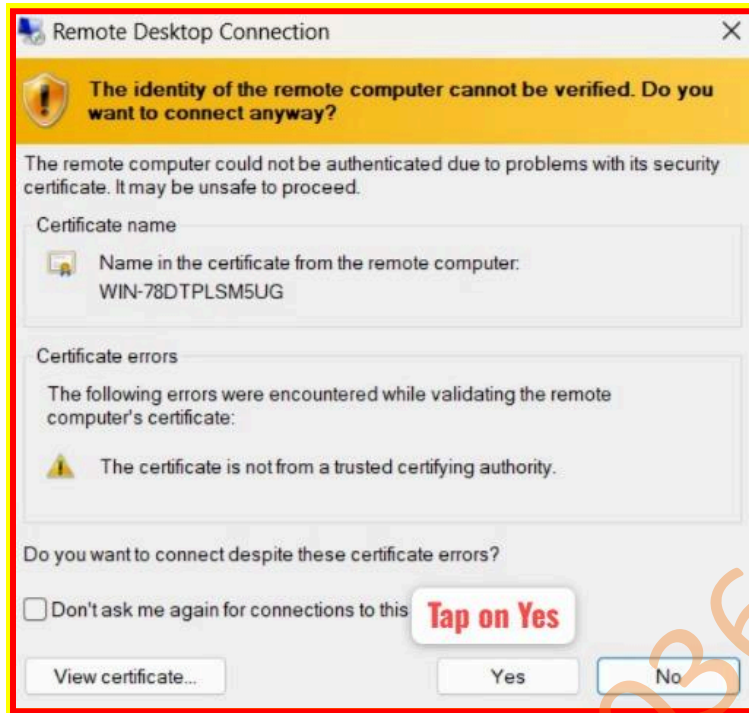 Remote Desktop Connection
The identity of the remote computer cannot be verified. Do you
want to connect anyway?
The remote computer could not be authenticated due to problems with its security
certificate. It may be unsafe to proceed.
Certificate name
Name in the certificate from the remote computer:
WIN-78DTPLSM5UG
Certificate errors
The following errors were encountered while validating the remote
computer's certificate:
The certificate is not from a trusted certifying authority.
Do you want to connect despite these certificate errors?
Don't ask me again for connections to this
Tap on Yes
View certificate...
Yes
No